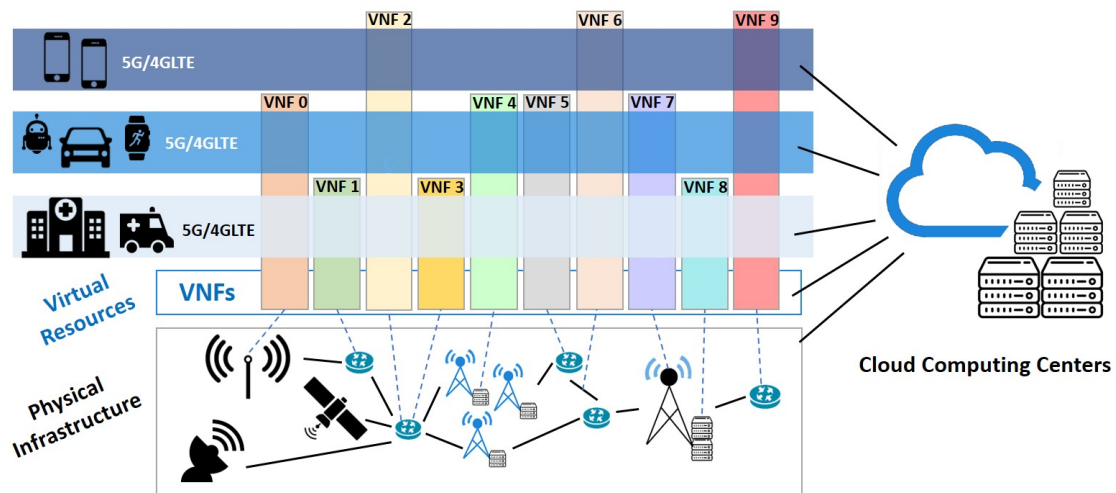 VNF 2
VNF 6
VNF 9
5G/4GLTE
VNF 0
VNF 4
VNF 5
VNF 7
5G/4GLTE
VNF 1
VNF 3
VNF 8
5G/4GLTE
Virtual
Resources
VNFs
Physical
Infrastructure
Cloud Computing Centers